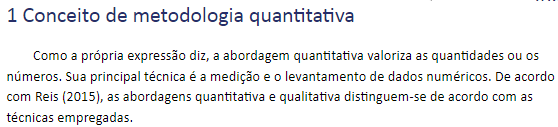 1 Conceito de metodologia quantitativa
Como a própria expressão diz, a abordagem quantitativa valoriza as quantidades ou os
números. Sua principal técnica é a medição e o levantamento de dados numéricos. De acordo
com Reis (2015), as abordagens quantitativa e qualitativa distinguem-se de acordo com as
técnicas empregadas.